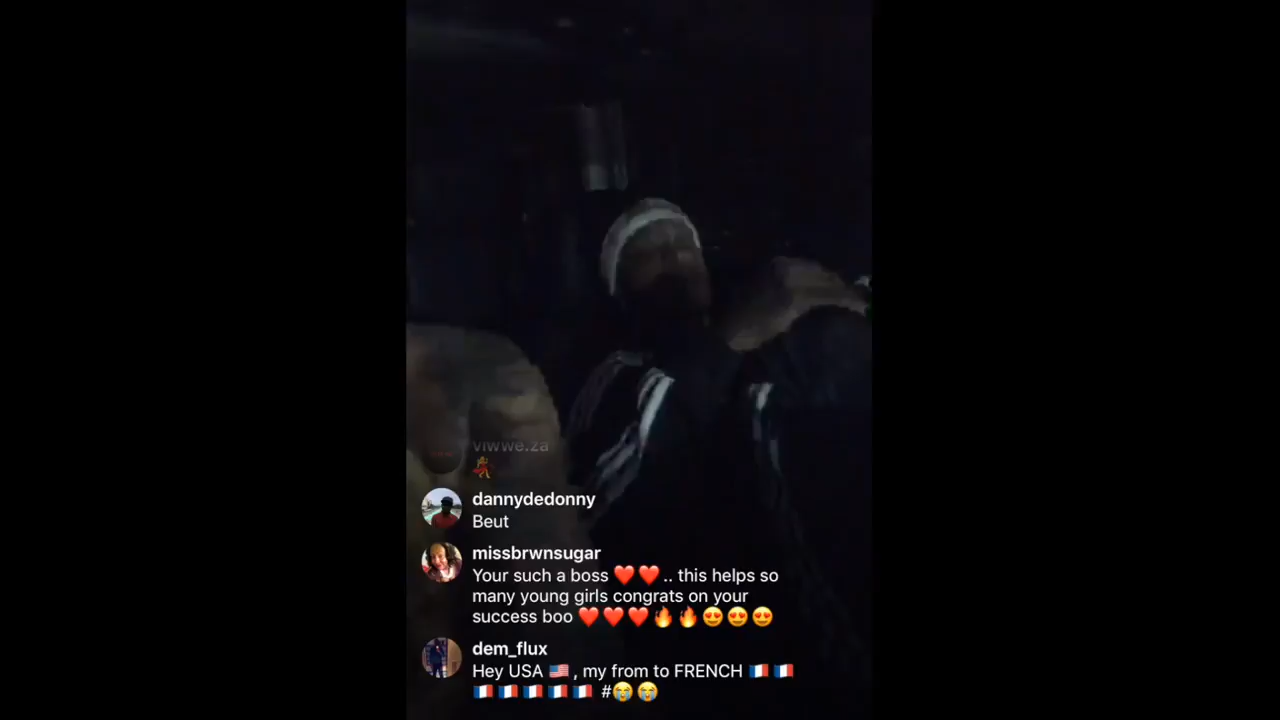 viwwe.za
💃
dannydedonny
Beut
missbrwnsugar
Your such a boss ❤️❤️ .. this helps so
many young girls congrats on your
success boo ❤️❤️❤️🔥🔥😍😍😍
dem_flux
Hey USA 🇺🇸 , my from to FRENCH 🇫🇷🇫🇷
🇫🇷🇫🇷🇫🇷🇫🇷🇫🇷 #😭😭